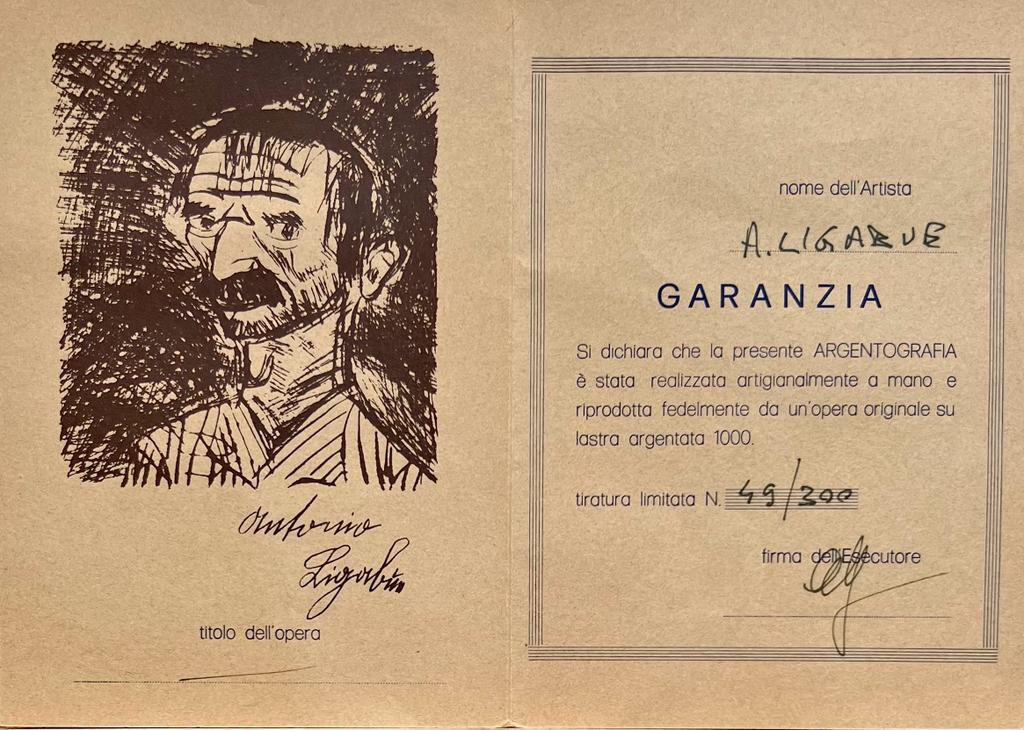 Antonio
Ligabue
titolo dell'opera
nome dell'Artista
A. LIGABUE
GARANZIA
Si dichiara che la presente ARGENTOGRAFIA
è stata realizzata artigianalmente a mano e
riprodotta fedelmente da un'opera originale su
lastra argentata 1000.
tiratura limitata N. 49/300
firma dell'Esecutore